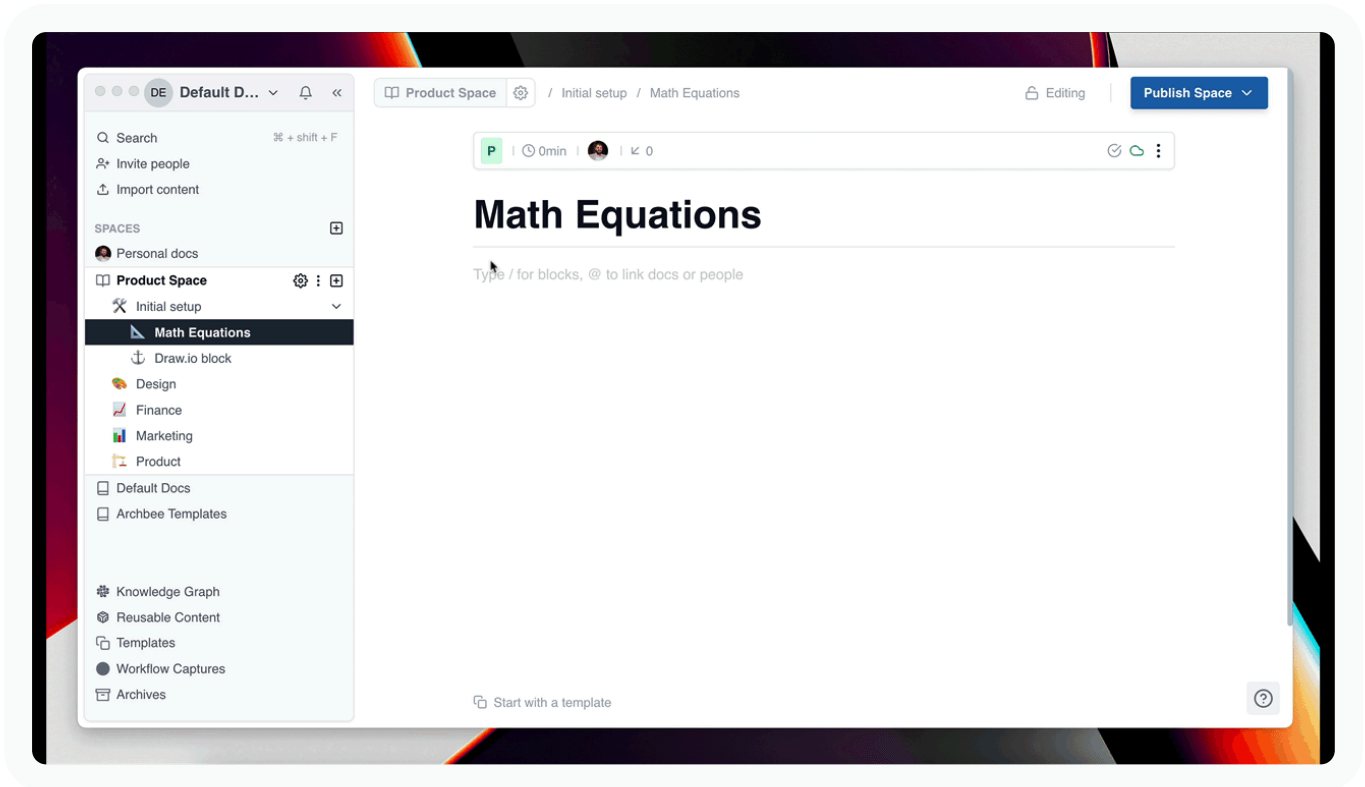 DE Default D...
Search ⌘ + shift + F
Invite people
Import content
SPACES
Personal docs
Product Space
Initial setup
Math Equations
Draw.io block
Design
Finance
Marketing
Product
Default Docs
Archbee Templates
Knowledge Graph
Reusable Content
Templates
Workflow Captures
Archives
Product Space / Initial setup / Math Equations
Editing
Publish Space
P 0min 0
Math Equations
Type / for blocks, @ to link docs or people
Start with a template